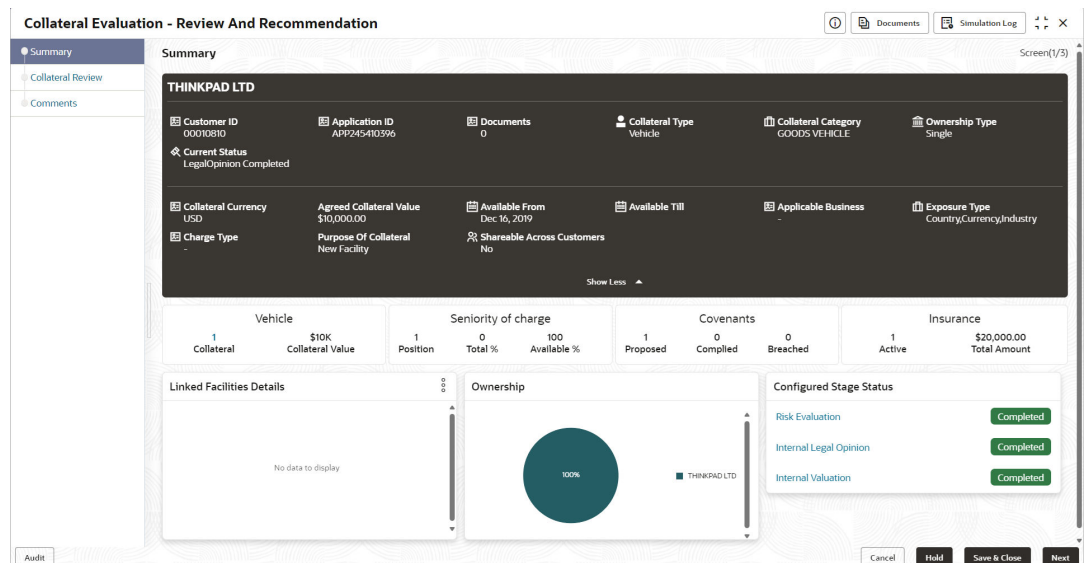 Collateral Evaluation - Review And Recommendation
Documents
Simulation Log
Summary
Collateral Review
Comments
Summary
Screen(1/3)
THINKPAD LTD
Customer ID
00010810
Application ID
APP245410396
Documents
0
Collateral Type
Vehicle
Collateral Category
GOODS VEHICLE
Ownership Type
Single
Current Status
LegalOpinion Completed
Collateral Currency
USD
Agreed Collateral Value
$10,000.00
Available From
Dec 16, 2019
Available Till
Applicable Business
-
Exposure Type
Country,Currency,Industry
Charge Type
-
Purpose Of Collateral
New Facility
Shareable Across Customers
No
Show Less
Vehicle
1 $10K
Collateral Collateral Value
Seniority of charge
1 0 100
Position Total % Available %
Covenants
1 0 0
Proposed Complied Breached
Insurance
1 $20,000.00
Active Total Amount
Linked Facilities Details
No data to display
Ownership
100%
THINKPAD LTD
Configured Stage Status
Risk Evaluation Completed
Internal Legal Opinion Completed
Internal Valuation Completed
Audit
Cancel
Hold
Save & Close
Next